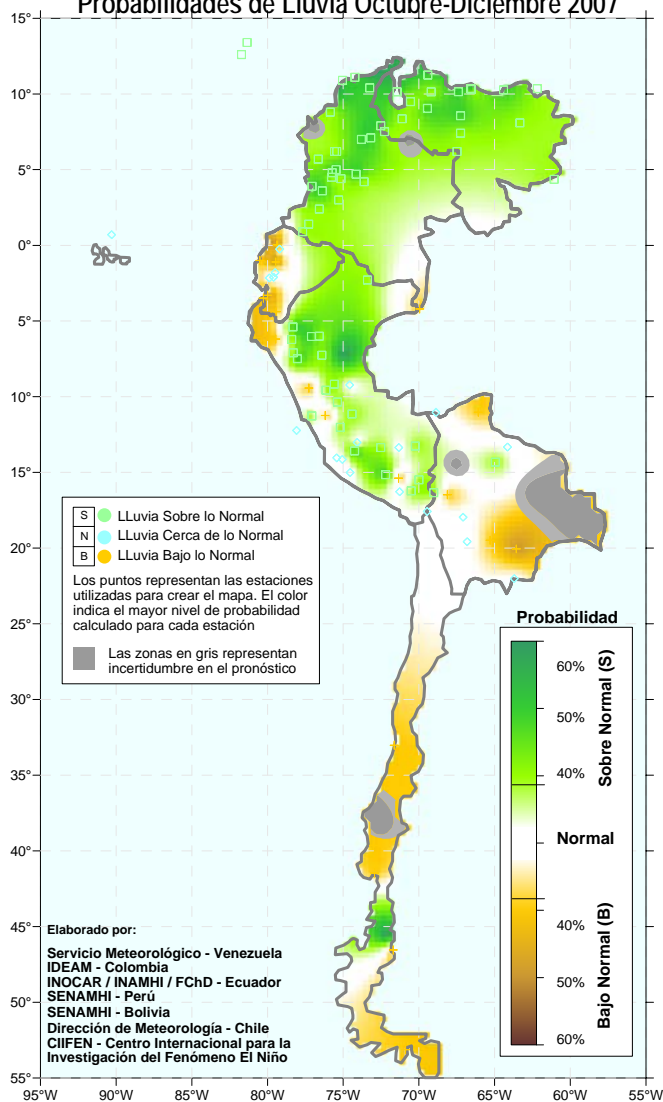 Probabilidades de Lluvia Octubre-Diciembre 2007
15°
10°
5°
0°
5°
10°
15°
20°
25°
30°
35°
40°
45°
50°
55°
95°W 90°W 85°W 80°W 75°W 70°W 65°W 60°W 55°W
S LLuvia Sobre lo Normal
N LLuvia Cerca de lo Normal
B LLuvia Bajo lo Normal
Los puntos representan las estaciones
utilizadas para crear el mapa. El color
indica el mayor nivel de probabilidad
calculado para cada estación
Las zonas en gris representan
incertidumbre en el pronóstico
Probabilidad
60%
50%
40%
Sobre Normal (S)
Normal
40%
50%
60%
Bajo Normal (B)
Elaborado por:
Servicio Meteorológico - Venezuela
IDEAM - Colombia
INOCAR / INAMHI / FChD - Ecuador
SENAMHI - Perú
SENAMHI - Bolivia
Dirección de Meteorología - Chile
CIIFEN - Centro Internacional para la
Investigación del Fenómeno El Niño